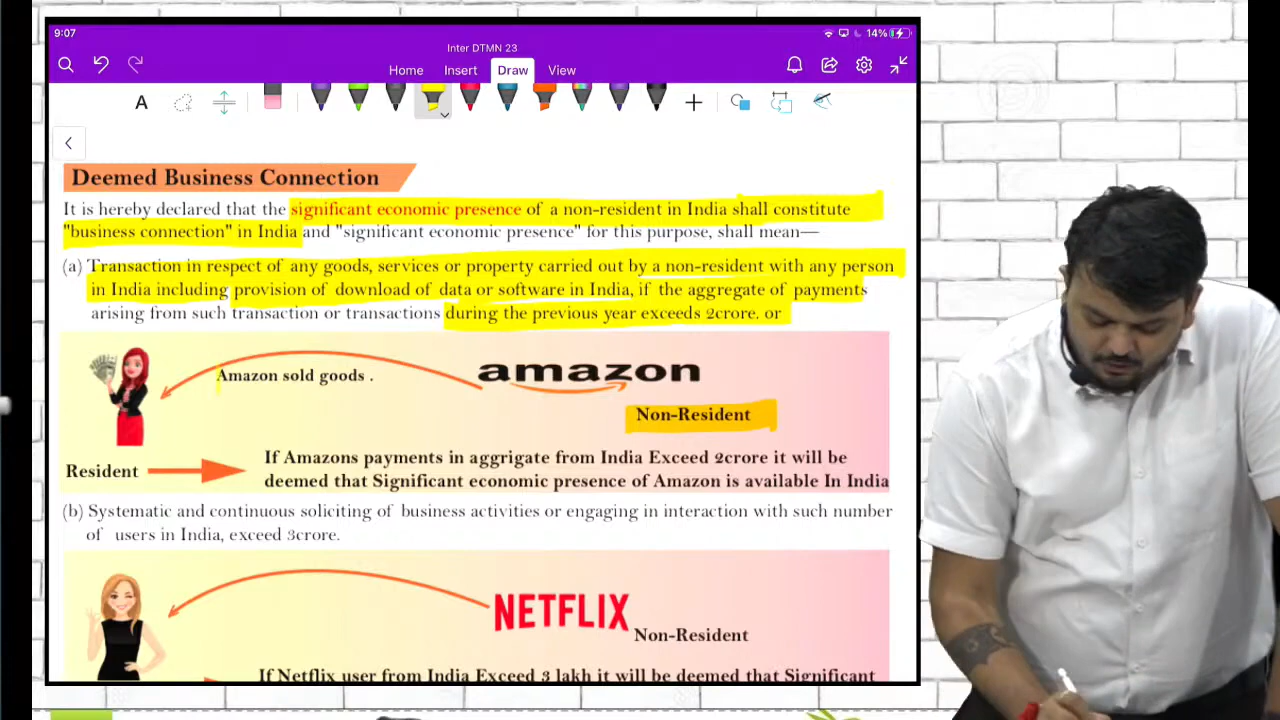 9:07
14%
Inter DTMN 23
Home Insert Draw View
A
Deemed Business Connection
It is hereby declared that the significant economic presence of a non-resident in India shall constitute
"business connection" in India and "significant economic presence" for this purpose, shall mean—
(a) Transaction in respect of any goods, services or property carried out by a non-resident with any person
in India including provision of download of data or software in India, if the aggregate of payments
arising from such transaction or transactions during the previous year exceeds 2crore. or
Amazon sold goods .
amazon
Non-Resident
Resident
If Amazons payments in aggrigate from India Exceed 2crore it will be
deemed that Significant economic presence of Amazon is available In India
(b) Systematic and continuous soliciting of business activities or engaging in interaction with such number
of users in India, exceed 3crore.
NETFLIX
Non-Resident
If Netflix user from India Exceed 3 lakh it will be deemed that Significant